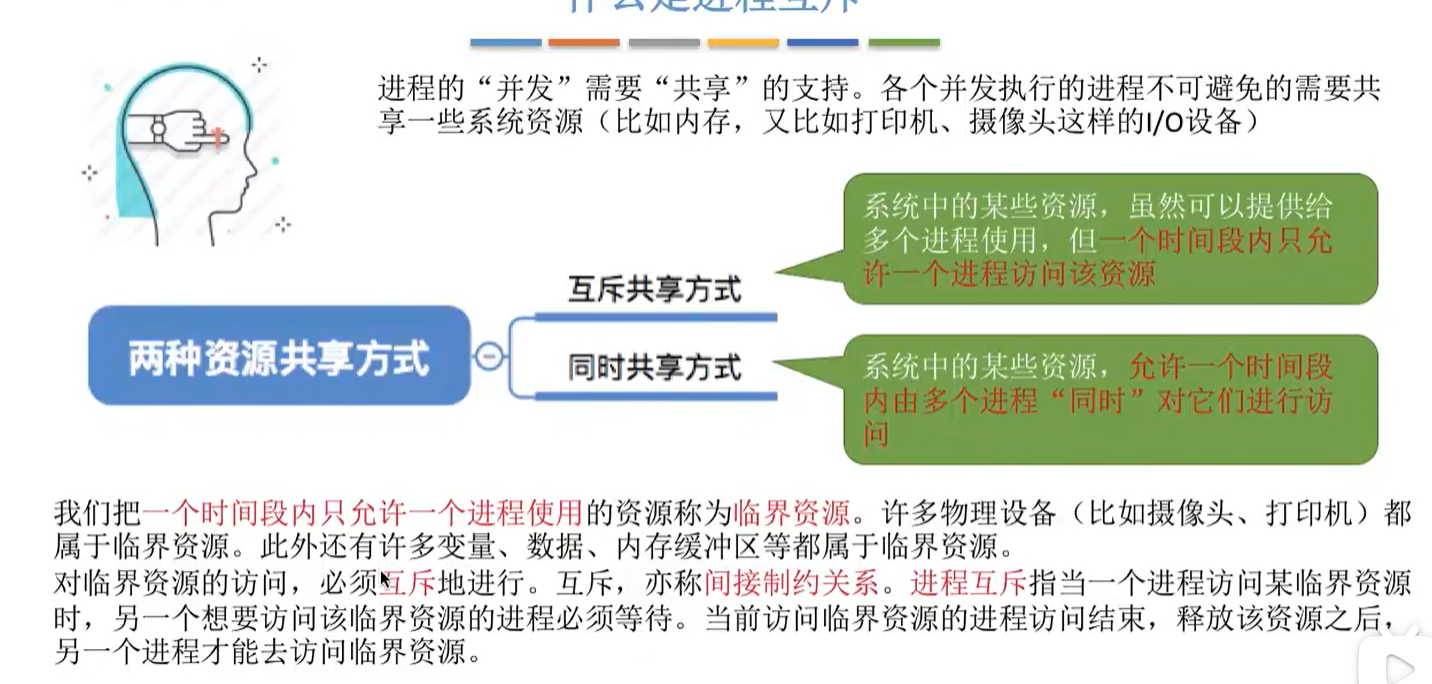 什么是进程互斥
进程的“并发”需要“共享”的支持。各个并发执行的进程不可避免的需要共
享一些系统资源（比如内存，又比如打印机、摄像头这样的I/O设备）
系统中的某些资源，虽然可以提供给
多个进程使用，但一个时间段内只允
许一个进程访问该资源
互斥共享方式
两种资源共享方式
同时共享方式
系统中的某些资源，允许一个时间段
内由多个进程“同时”对它们进行访
问
我们把一个时间段内只允许一个进程使用的资源称为临界资源。许多物理设备（比如摄像头、打印机）都
属于临界资源。此外还有许多变量、数据、内存缓冲区等都属于临界资源。
对临界资源的访问，必须互斥地进行。互斥，亦称间接制约关系。进程互斥指当一个进程访问某临界资源
时，另一个想要访问该临界资源的进程必须等待。当前访问临界资源的进程访问结束，释放该资源之后，
另一个进程才能去访问临界资源。